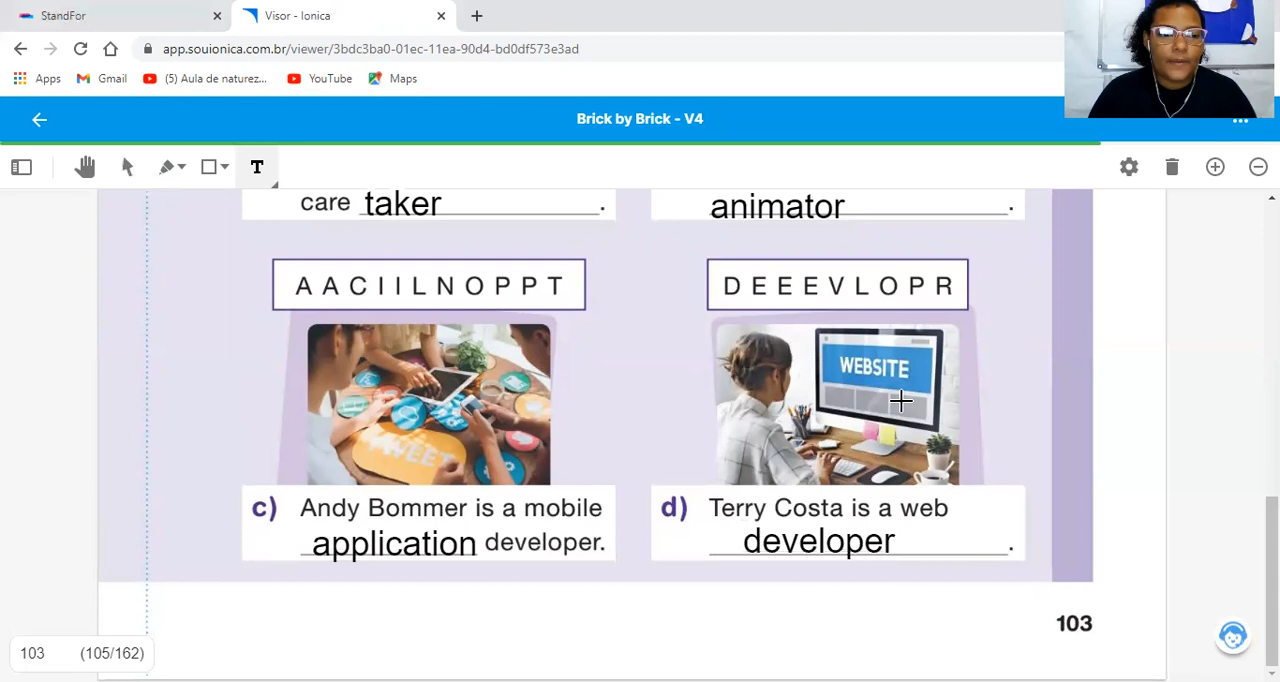 StandFor
Visor - Ionica
app.souionica.com.br/viewer/3bdc3ba0-01ec-11ea-90d4-bd0df573e3ad
Apps Gmail (5) Aula de naturez... YouTube Maps
Brick by Brick - V4
T
care taker .
animator .
A A C I I L N O P P T
D E E E V L O P R
TWEET
WEBSITE
c) Andy Bommer is a mobile
application developer.
d) Terry Costa is a web
developer .
103
103 (105/162)